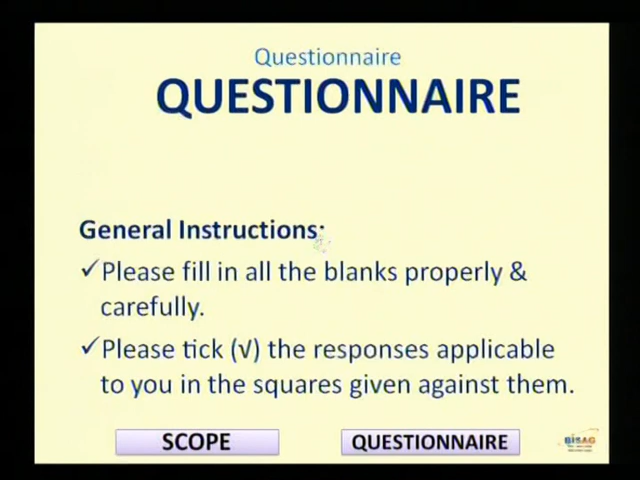 Questionnaire
QUESTIONNAIRE
General Instructions:
✓Please fill in all the blanks properly &
carefully.
✓Please tick (√) the responses applicable
to you in the squares given against them.
SCOPE
QUESTIONNAIRE
BISAG